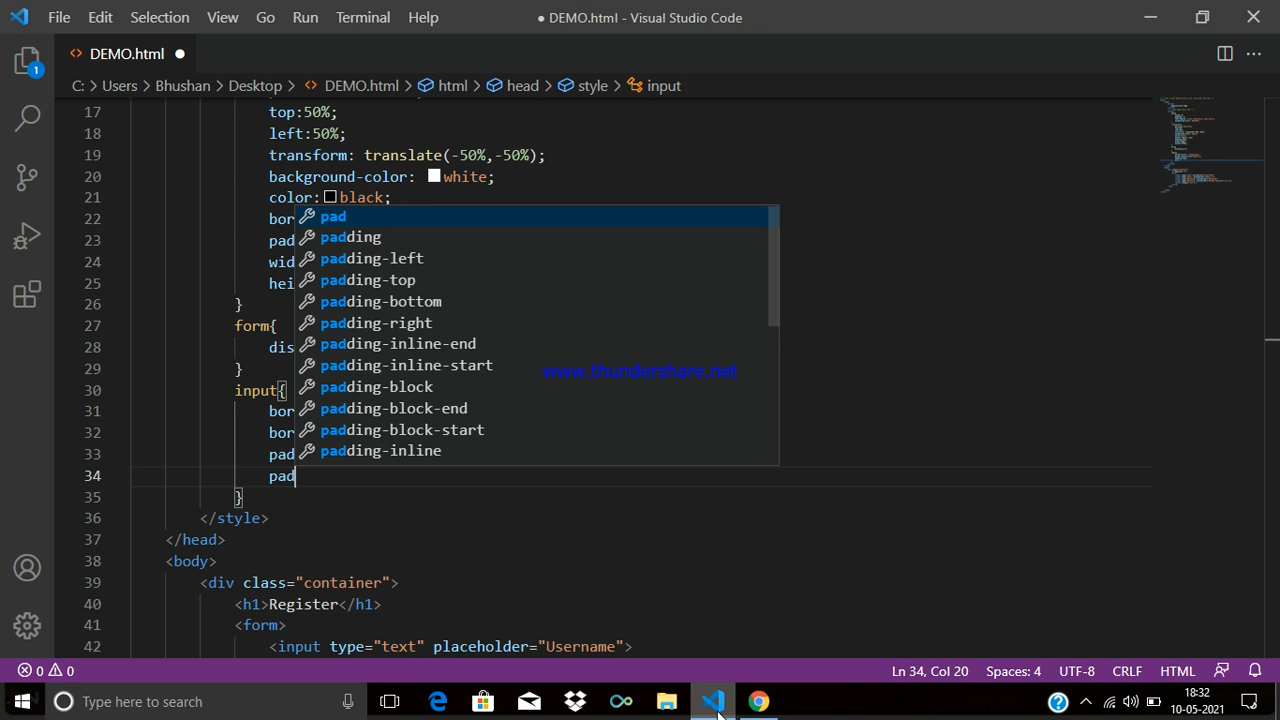 File Edit Selection View Go Run Terminal Help ● DEMO.html - Visual Studio Code
<> DEMO.html ●
C: > Users > Bhushan > Desktop > <> DEMO.html > html > head > style > input
1
17 top:50%;
18 left:50%;
19 transform: translate(-50%,-50%);
20 background-color: white;
21 color: black;
22 bor
23 pad
24 wid
25 hei
26 }
27 form{
28 dis
29 }
30 input{
31 bor
32 bor
33 pad
34 pad
35 }
36 </style>
37 </head>
38 <body>
39 <div class="container">
40 <h1>Register</h1>
41 <form>
42 <input type="text" placeholder="Username">
pad
padding
padding-left
padding-top
padding-bottom
padding-right
padding-inline-end
padding-inline-start
padding-block
padding-block-end
padding-block-start
padding-inline
www.thundershare.net
0 0 Ln 34, Col 20 Spaces: 4 UTF-8 CRLF HTML
Type here to search
18:32
10-05-2021